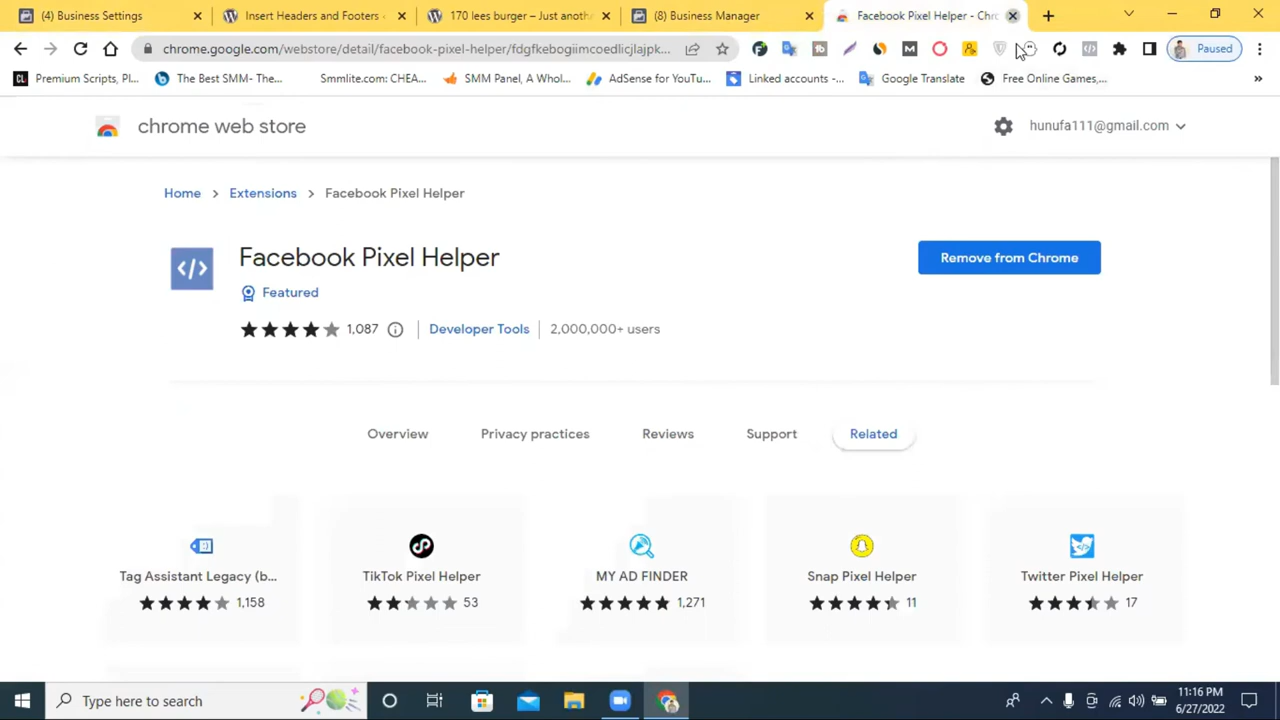 (4) Business Settings
Insert Headers and Footers
170 lees burger – Just anoth
(8) Business Manager
Facebook Pixel Helper - Chro
chrome.google.com/webstore/detail/facebook-pixel-helper/fdgfkebogiimcoedlicjlajpk...
Paused
Premium Scripts, Pl...
The Best SMM- The...
Smmlite.com: CHEA...
SMM Panel, A Whol...
AdSense for YouTu...
Linked accounts -...
Google Translate
Free Online Games,...
chrome web store
hunufa111@gmail.com
Home
Extensions
Facebook Pixel Helper
Facebook Pixel Helper
Remove from Chrome
Featured
1,087
Developer Tools
2,000,000+ users
Overview
Privacy practices
Reviews
Support
Related
Tag Assistant Legacy (b...
TikTok Pixel Helper
MY AD FINDER
Snap Pixel Helper
Twitter Pixel Helper
1,158
53
1,271
11
17
Type here to search
11:16 PM
6/27/2022